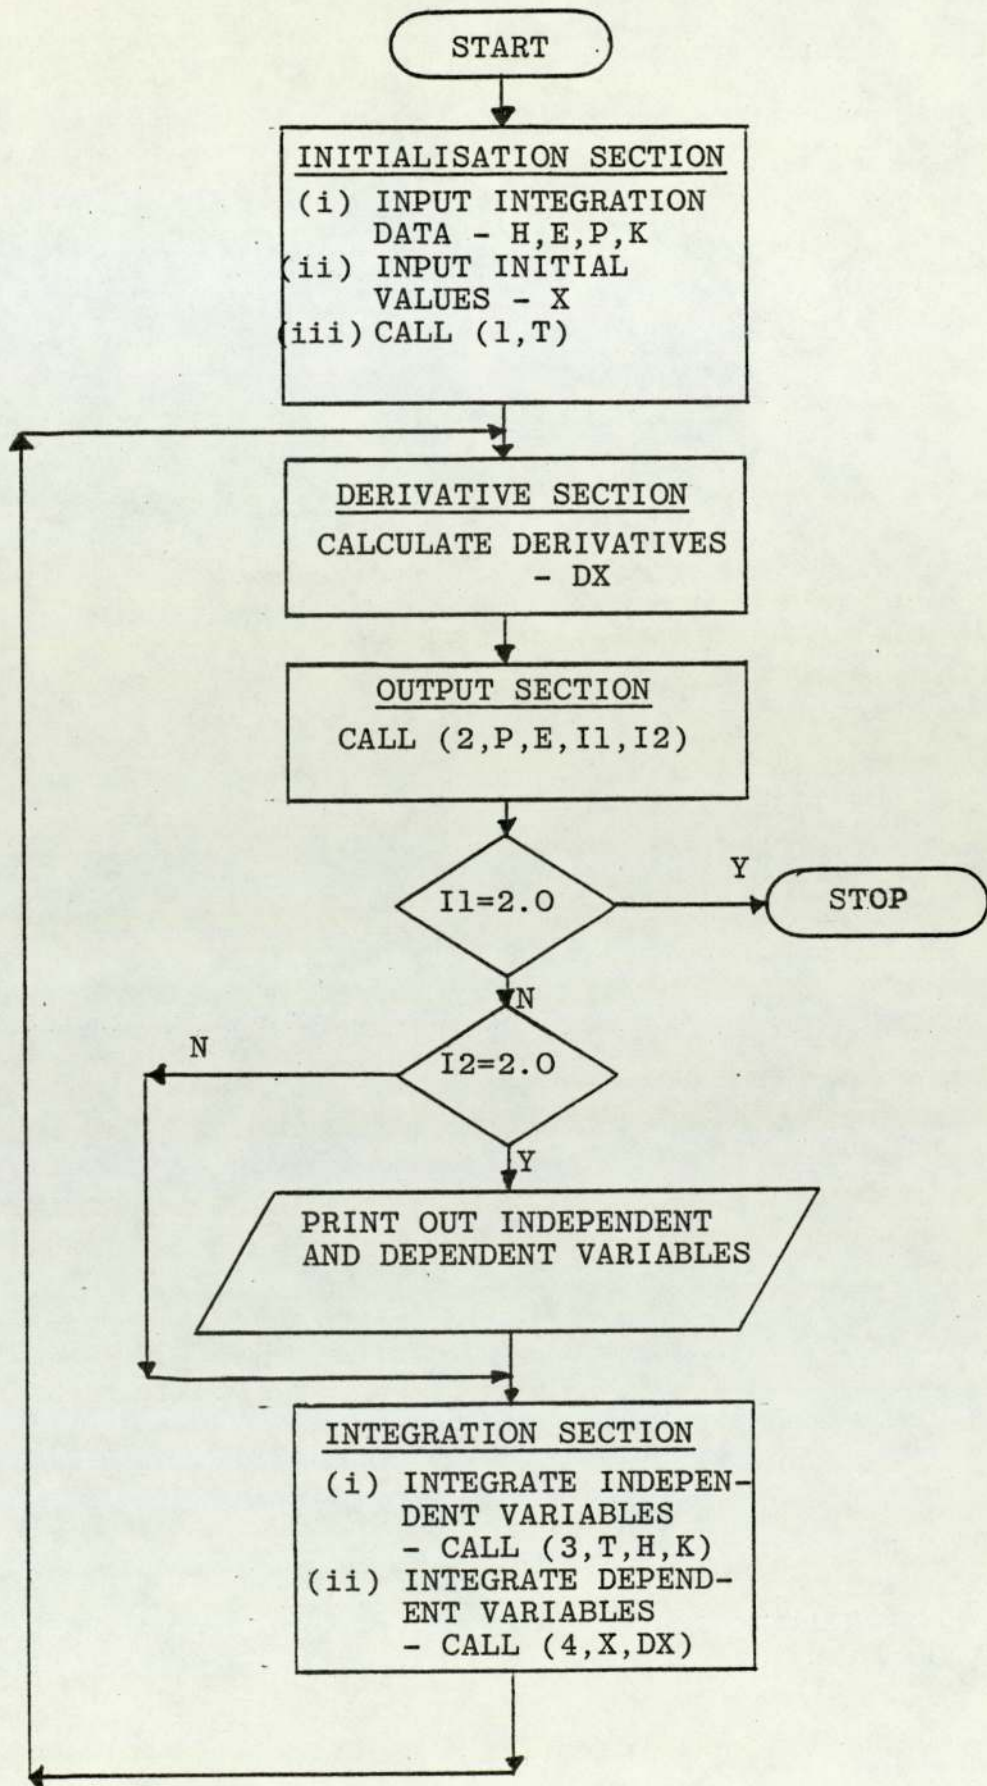 START
INITIALISATION SECTION
(i) INPUT INTEGRATION
DATA - H,E,P,K
(ii) INPUT INITIAL
VALUES - X
(iii) CALL (1,T)
DERIVATIVE SECTION
CALCULATE DERIVATIVES
- DX
OUTPUT SECTION
CALL (2,P,E,I1,I2)
I1=2.0
Y
STOP
N
I2=2.0
N
Y
PRINT OUT INDEPENDENT
AND DEPENDENT VARIABLES
INTEGRATION SECTION
(i) INTEGRATE INDEPEN-
DENT VARIABLES
- CALL (3,T,H,K)
(ii) INTEGRATE DEPEND-
ENT VARIABLES
- CALL (4,X,DX)